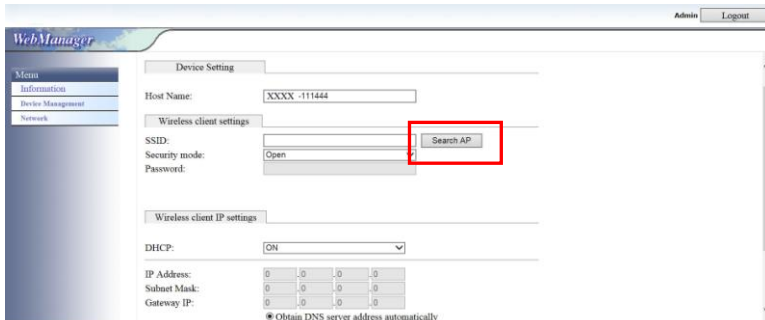 Admin Logout
WebManager
Menu
Information
Device Management
Network
Device Setting
Host Name: XXXX -111444
Wireless client settings
SSID: Search AP
Security mode: Open
Password:
Wireless client IP settings
DHCP: ON
IP Address: 0 .0 .0 .0
Subnet Mask: 0 .0 .0 .0
Gateway IP: 0 .0 .0 .0
Obtain DNS server address automatically